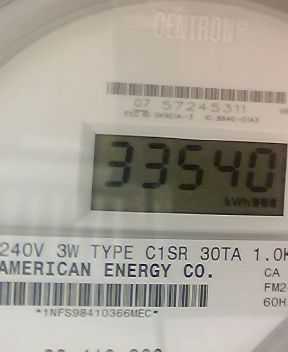 CENTRON®
07 57245311
33540
kWh
240V 3W TYPE C1SR 30TA 1.0K
AMERICAN ENERGY CO.
CA
FM2
60H
*1NFS98410366MEC*